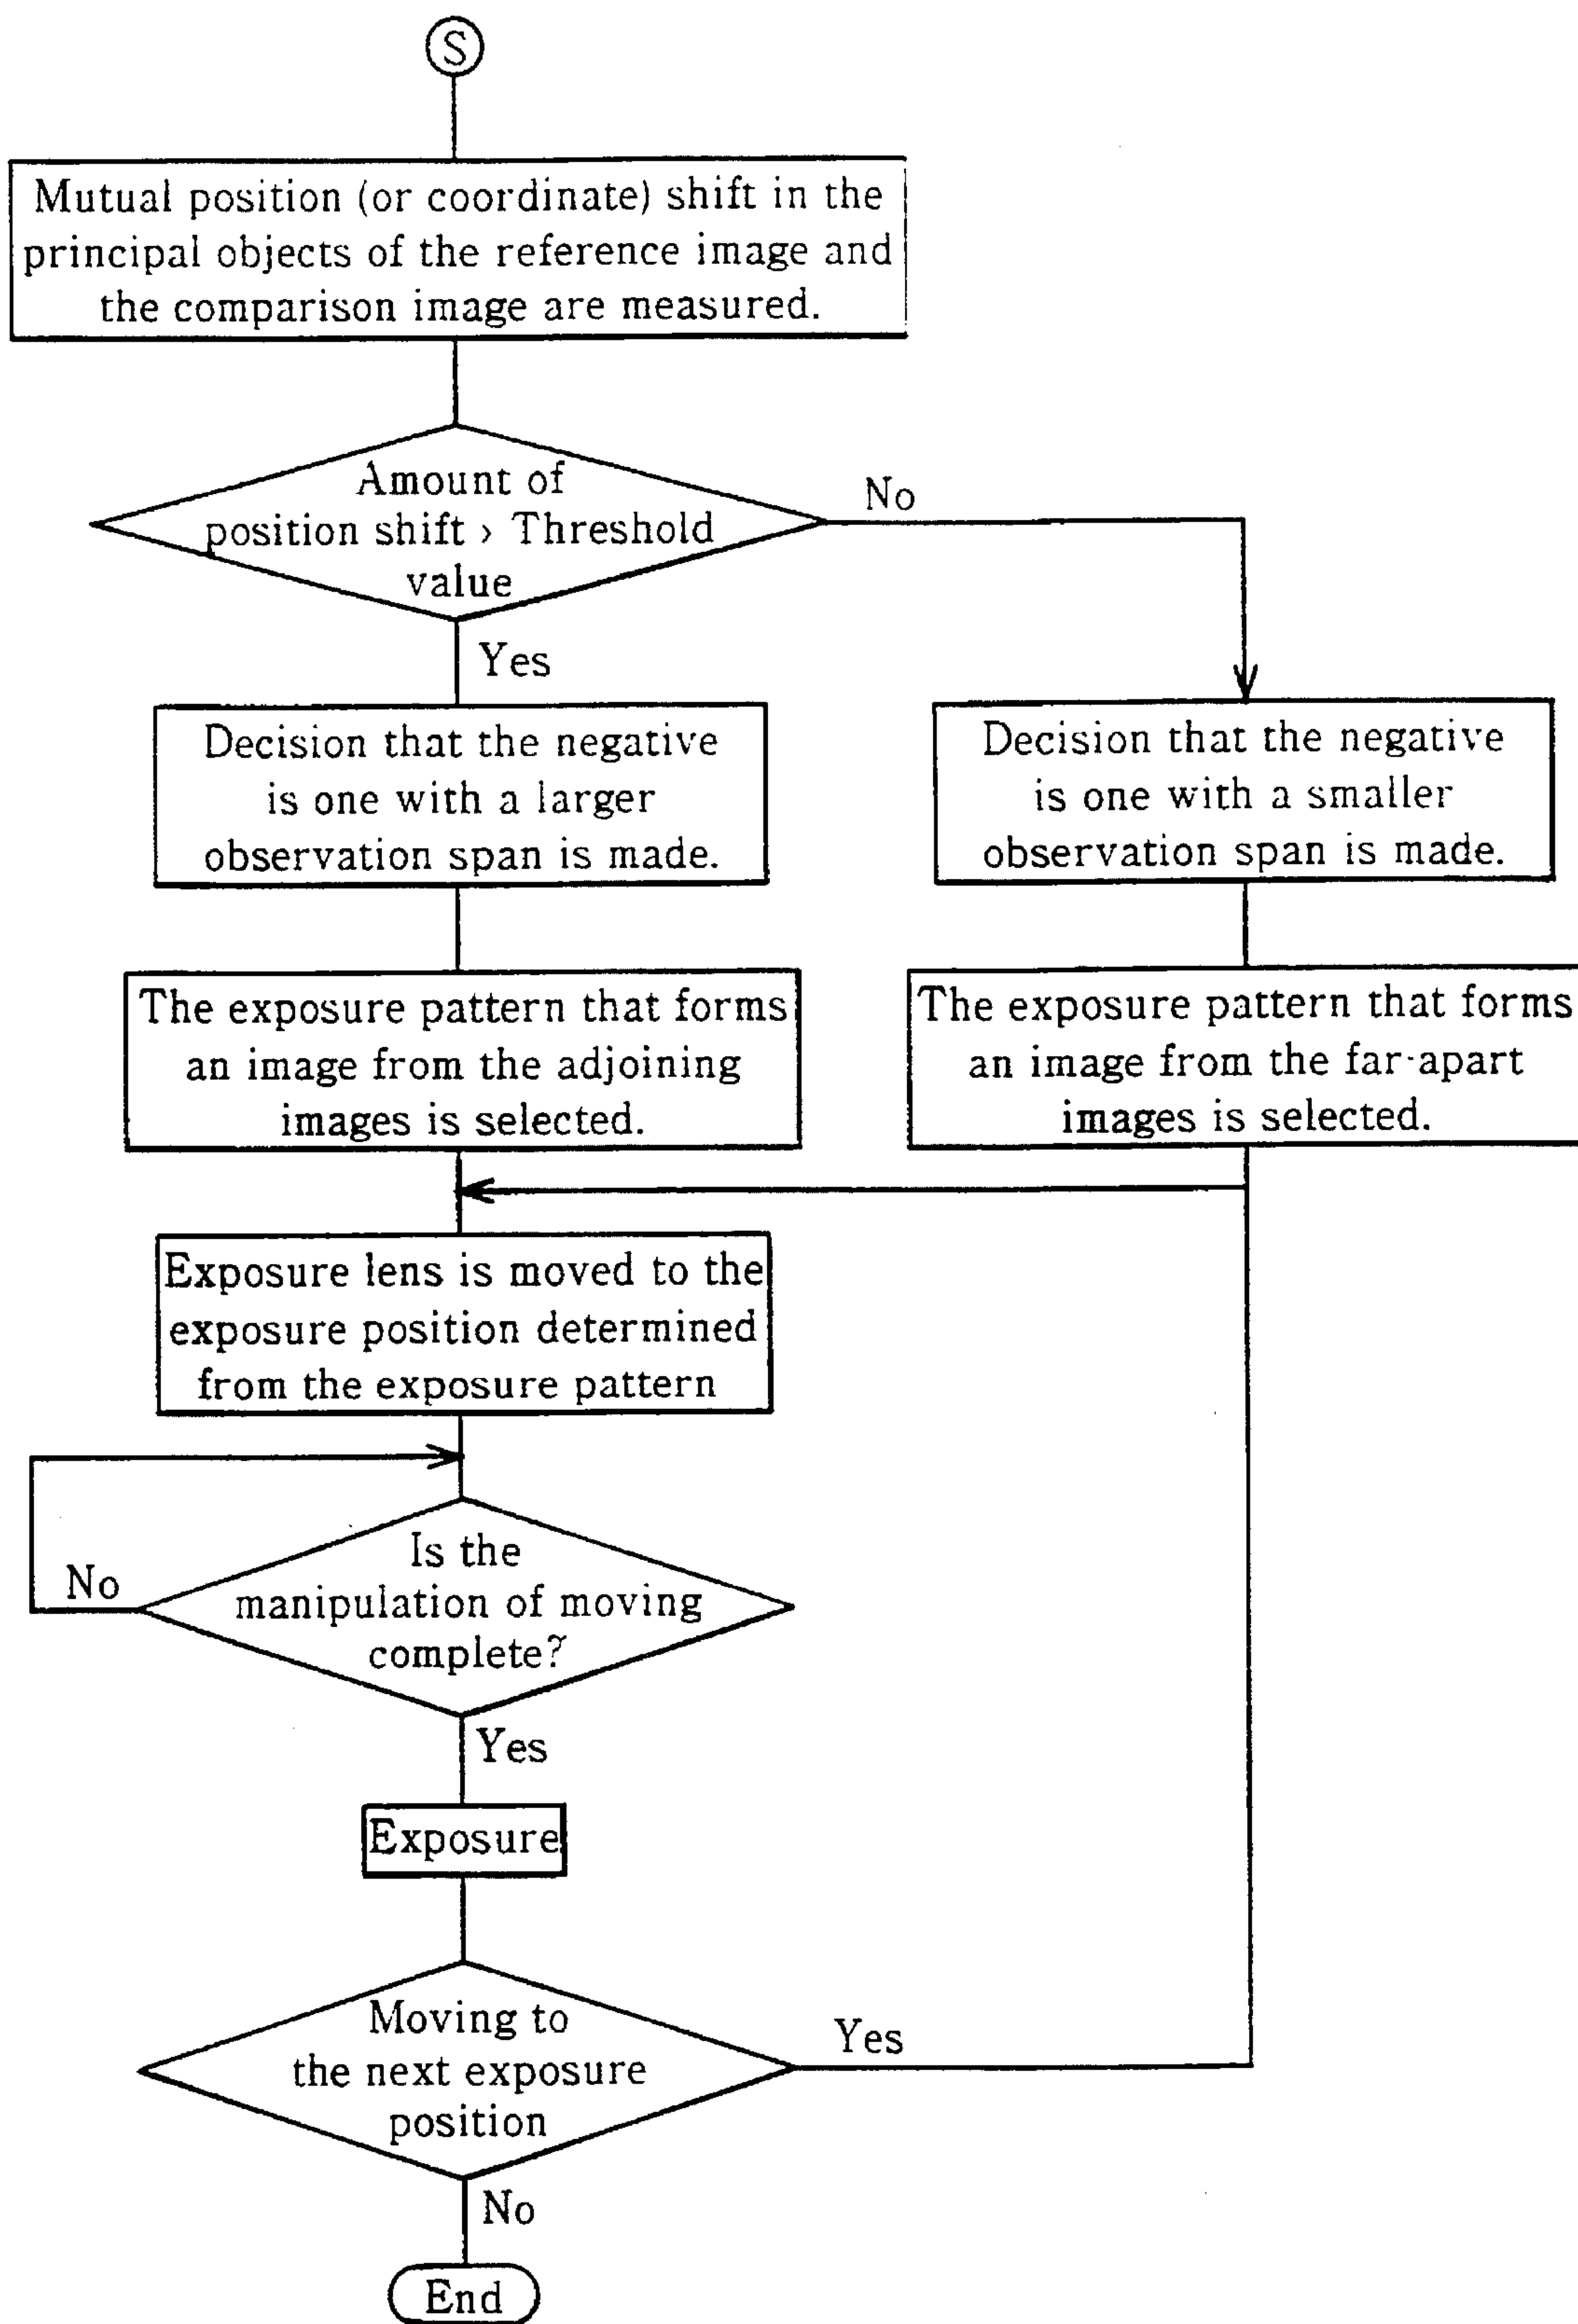 S
Mutual position (or coordinate) shift in the
principal objects of the reference image and
the comparison image are measured.
Amount of
position shift > Threshold
value
No
Yes
Decision that the negative
is one with a larger
observation span is made.
Decision that the negative
is one with a smaller
observation span is made.
The exposure pattern that forms
an image from the adjoining
images is selected.
The exposure pattern that forms
an image from the far-apart
images is selected.
Exposure lens is moved to the
exposure position determined
from the exposure pattern
Is the
manipulation of moving
complete?
No
Yes
Exposure
Moving to
the next exposure
position
Yes
No
End